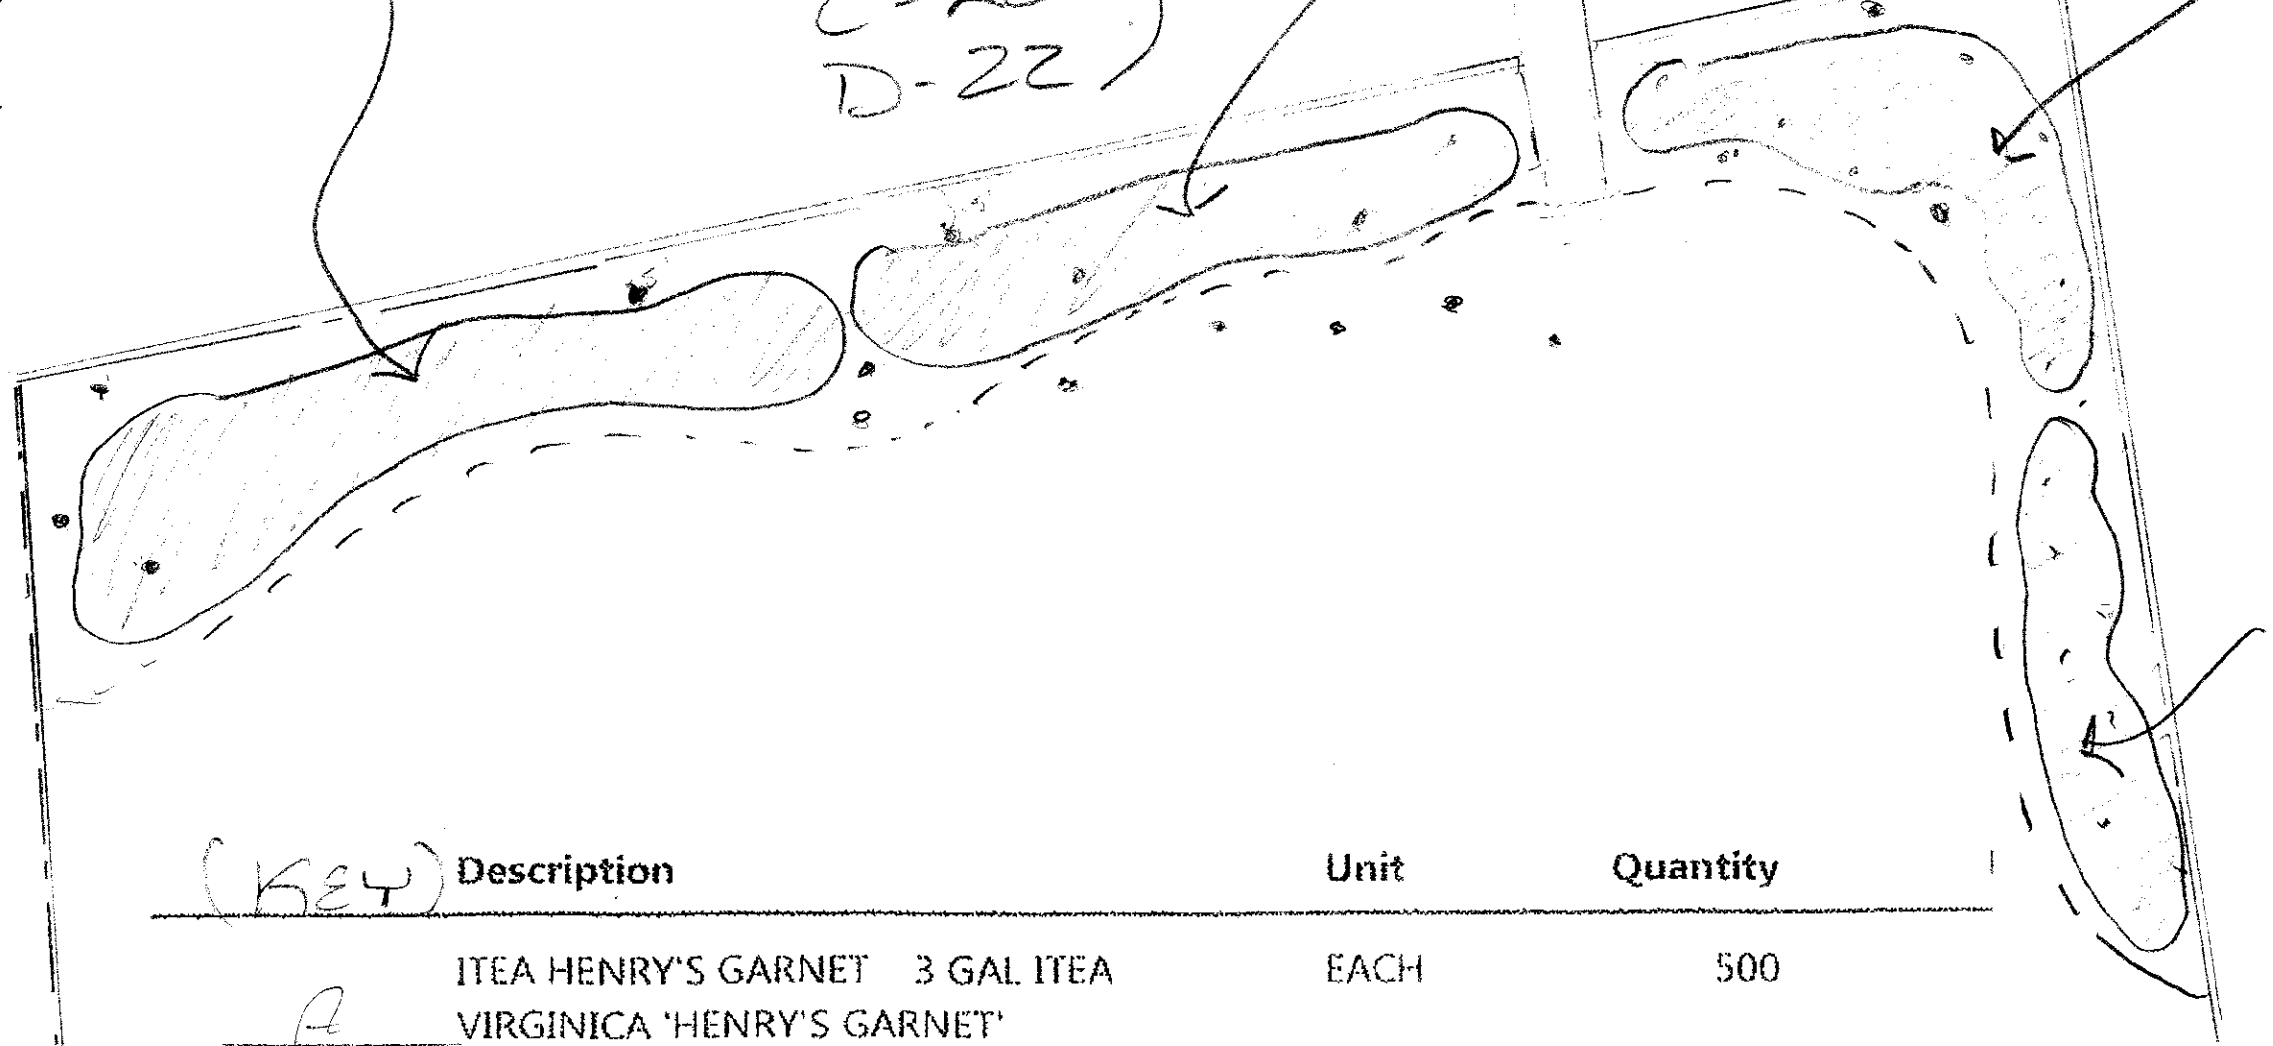 D-22
(KEY) Description Unit Quantity
ITEA HENRY'S GARNET 3 GAL ITEA EACH 500
A VIRGINICA 'HENRY'S GARNET'